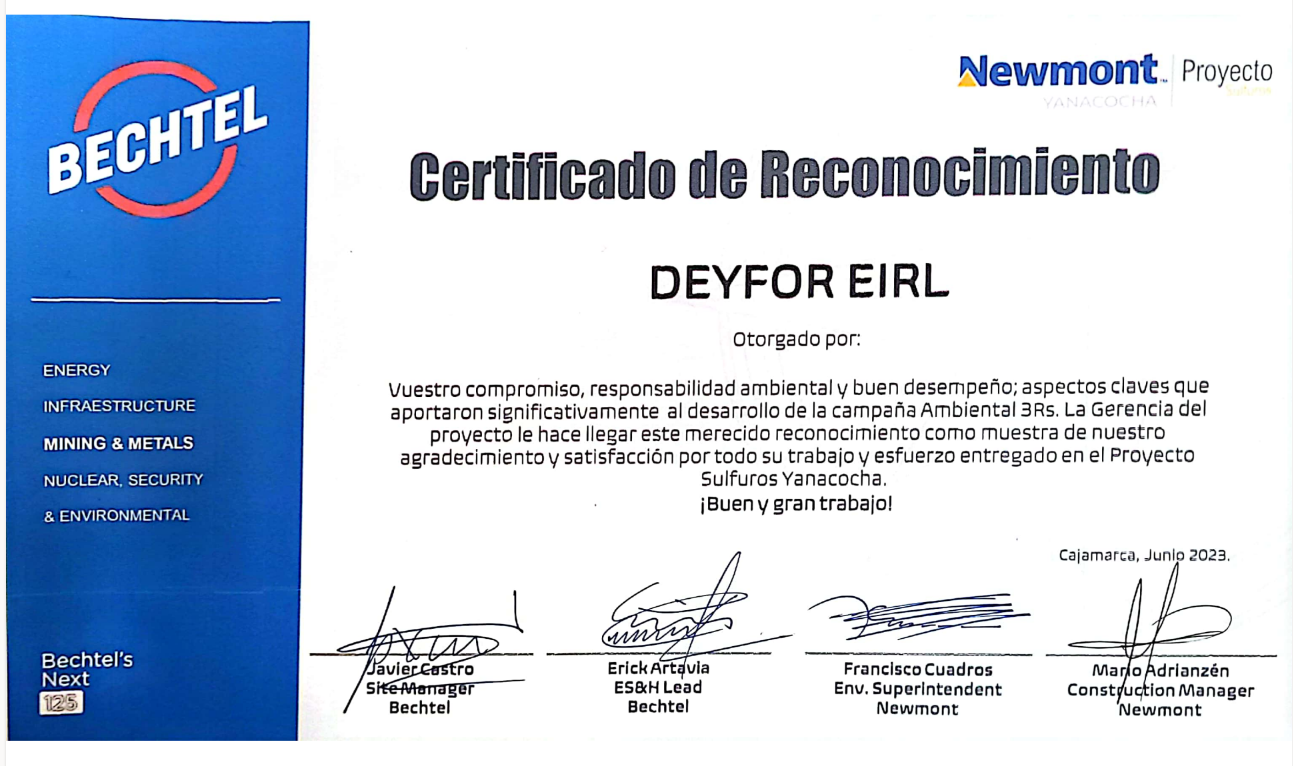 BECHTEL
ENERGY
INFRAESTRUCTURE
MINING & METALS
NUCLEAR, SECURITY
& ENVIRONMENTAL
Bechtel's
Next
125
Newmont™ Proyecto
YANACOCHA Sulfuros
Certificado de Reconocimiento
DEYFOR EIRL
Otorgado por:
Vuestro compromiso, responsabilidad ambiental y buen desempeño; aspectos claves que
aportaron significativamente al desarrollo de la campaña Ambiental 3Rs. La Gerencia del
proyecto le hace llegar este merecido reconocimiento como muestra de nuestro
agradecimiento y satisfacción por todo su trabajo y esfuerzo entregado en el Proyecto
Sulfuros Yanacocha.
¡Buen y gran trabajo!
Cajamarca, Junio 2023.
Javier Castro
Site Manager
Bechtel
Erick Artavia
ES&H Lead
Bechtel
Francisco Cuadros
Env. Superintendent
Newmont
Mario Adrianzén
Construction Manager
Newmont